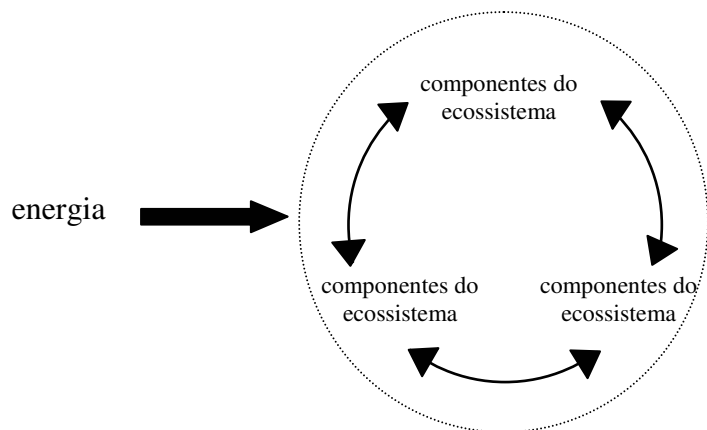 componentes do
ecossistema
energia
componentes do
ecossistema
componentes do
ecossistema